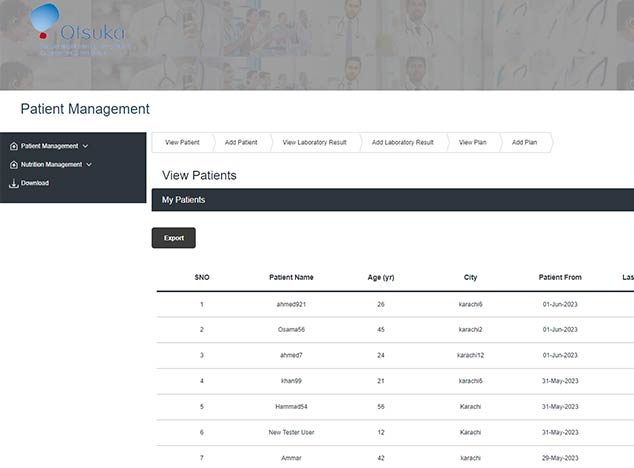 Otsuka
Patient Management
Patient Management
Nutrition Management
Download
View Patient Add Patient View Laboratory Result Add Laboratory Result View Plan Add Plan
View Patients
My Patients
Export
SNO Patient Name Age (yr) City Patient From Las
1 ahmed921 26 karachi6 01-Jun-2023
2 Osama56 45 karachi2 01-Jun-2023
3 ahmed7 24 karachi12 01-Jun-2023
4 khan99 21 karachi6 31-May-2023
5 Hammad54 56 Karachi 31-May-2023
6 New Tester User 12 Karachi 31-May-2023
7 Ammar 42 karachi 29-May-2023